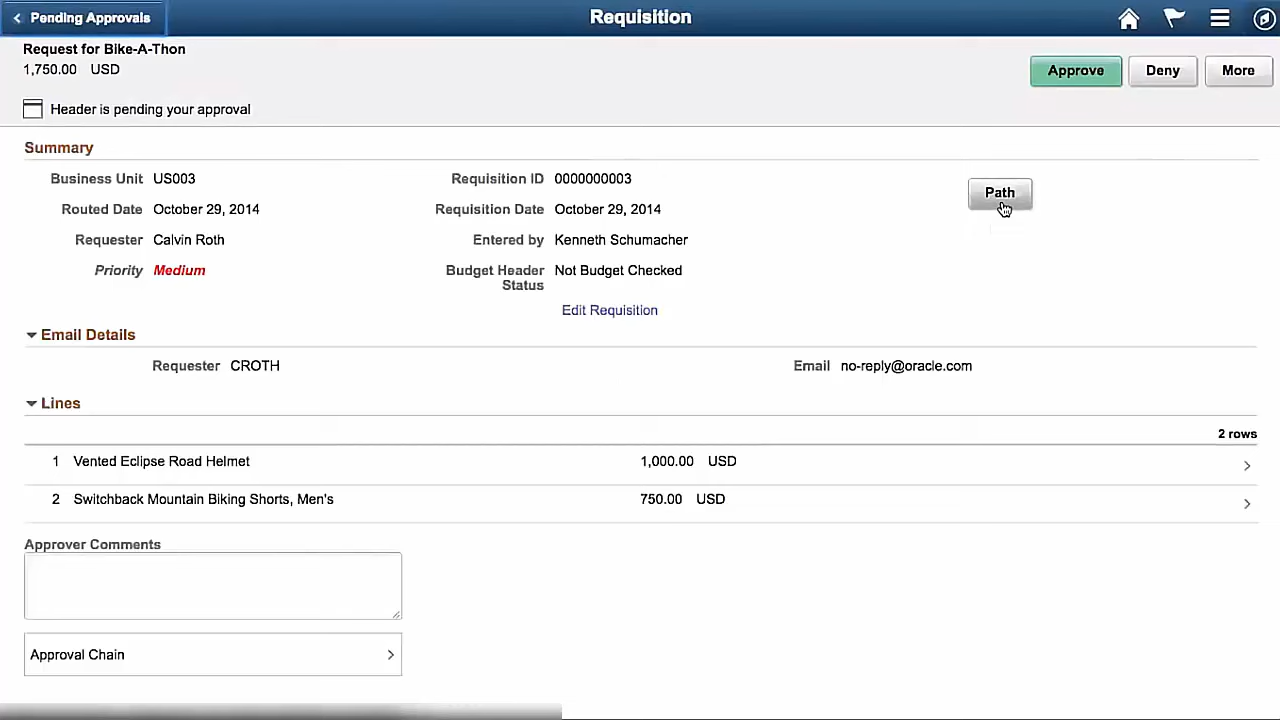 Pending Approvals
Requisition
Request for Bike-A-Thon
1,750.00 USD
Approve
Deny
More
Header is pending your approval
Summary
Business Unit US003
Requisition ID 0000000003
Path
Routed Date October 29, 2014
Requisition Date October 29, 2014
Requester Calvin Roth
Entered by Kenneth Schumacher
Priority Medium
Budget Header Status Not Budget Checked
Edit Requisition
Email Details
Requester CROTH
Email no-reply@oracle.com
Lines
2 rows
1 Vented Eclipse Road Helmet 1,000.00 USD
2 Switchback Mountain Biking Shorts, Men's 750.00 USD
Approver Comments
Approval Chain